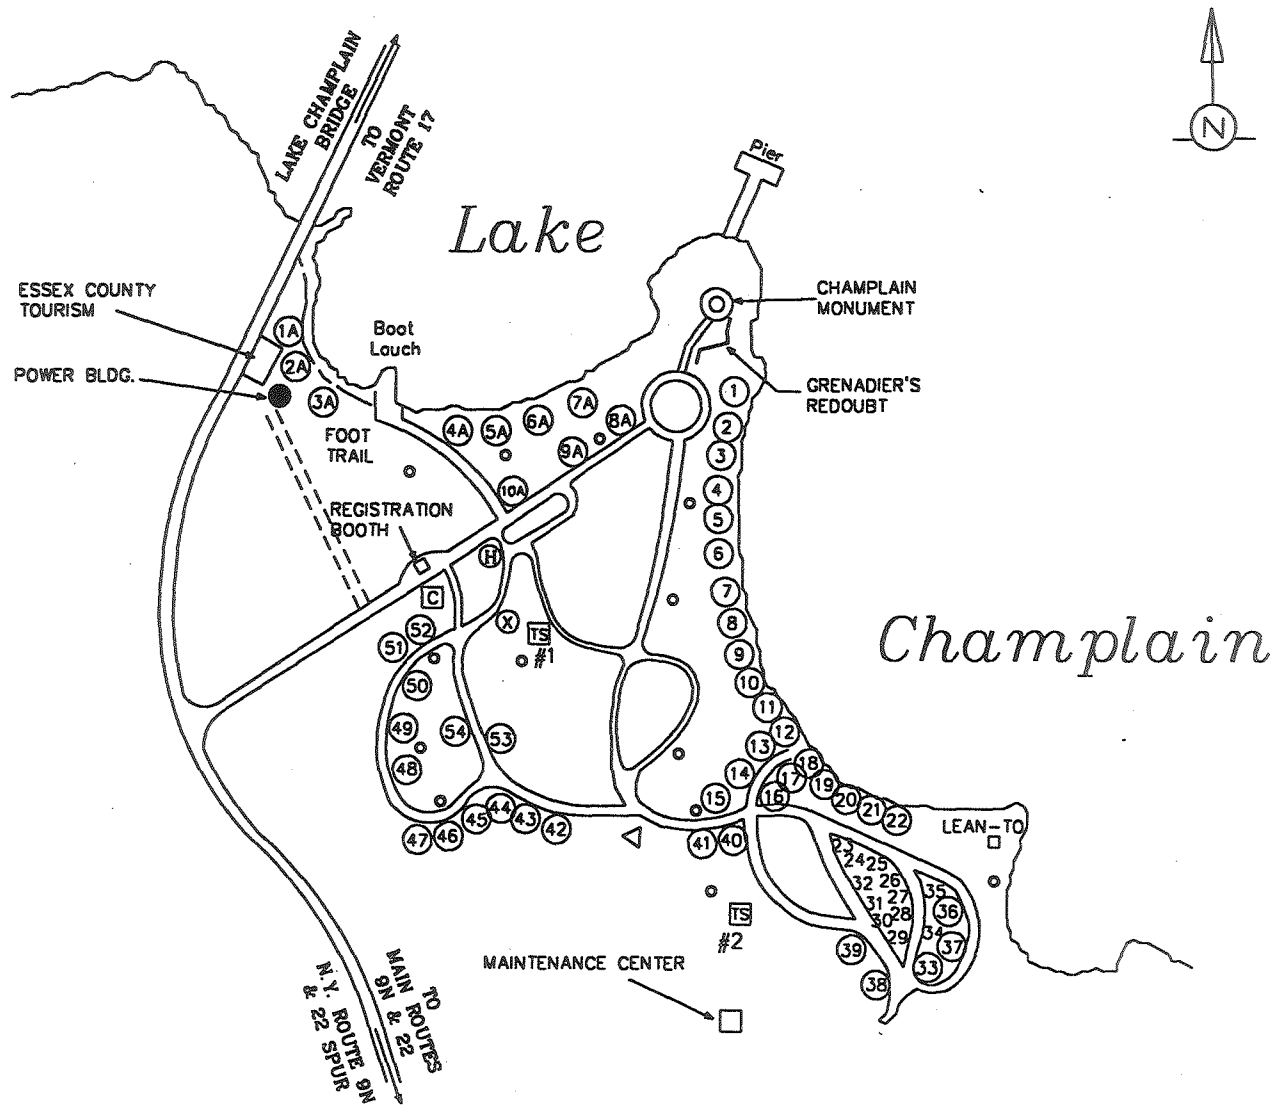 LAKE CHAMPLAIN
BRIDGE
TO
VERMONT
ROUTE 17
N
Pier
Lake
ESSEX COUNTY
TOURISM
CHAMPLAIN
MONUMENT
1A
Boat
Lauch
2A
POWER BLDG.
3A
GRENADIER'S
REDOUBT
1
7A
4A
5A
6A
8A
2
FOOT
TRAIL
9A
3
10A
4
REGISTRATION
BOOTH
5
H
6
C
7
X
52
TS
#1
8
51
Champlain
9
50
10
11
49
54
53
12
13
48
14
18
17
19
15
16
20
21
22
44
45
43
42
47
46
41
40
LEAN-TO
23
24
25
32
26
35
27
31
36
28
30
TS
#2
29
34
37
39
33
38
MAINTENANCE CENTER
TO
MAIN ROUTES
9N & 22
N.Y. ROUTE 9N
& 22 SPUR